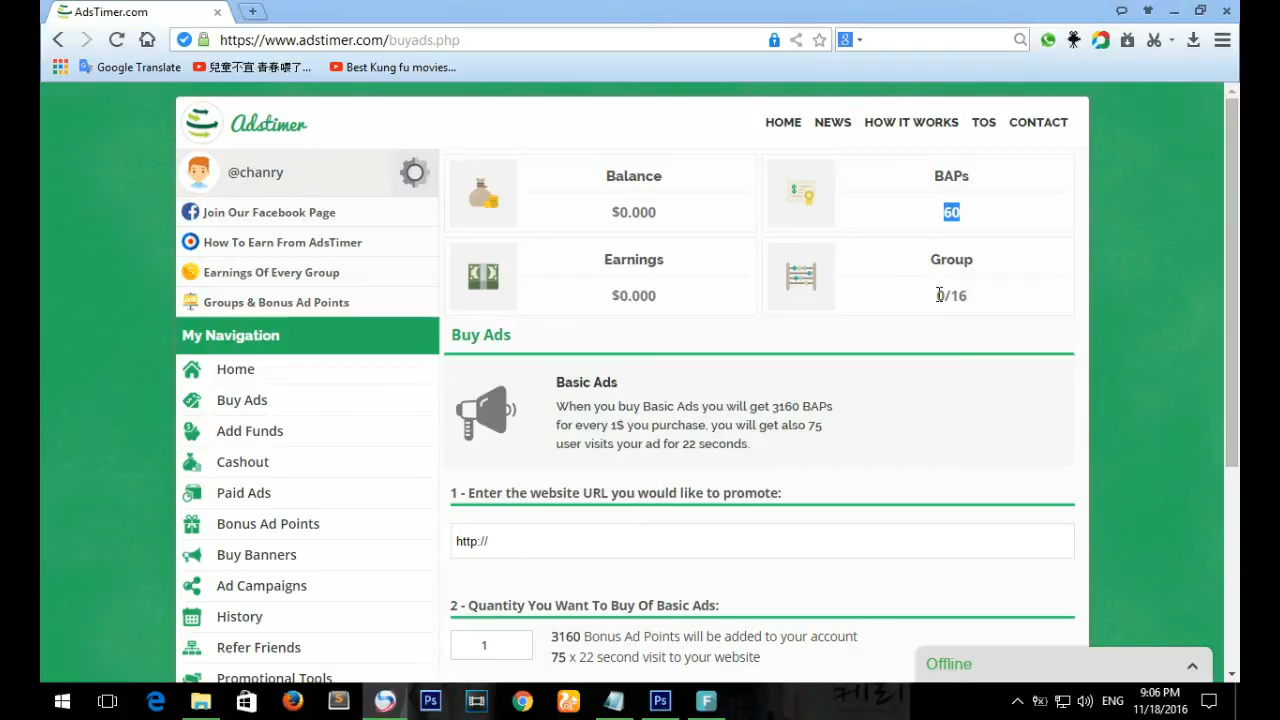 AdsTimer.com
https://www.adstimer.com/buyads.php
Google Translate
兒童不宜 青春喂了...
Best Kung fu movies...
Adstimer
HOME NEWS HOW IT WORKS TOS CONTACT
@chanry
Join Our Facebook Page
How To Earn From AdsTimer
Earnings Of Every Group
Groups & Bonus Ad Points
My Navigation
Home
Buy Ads
Add Funds
Cashout
Paid Ads
Bonus Ad Points
Buy Banners
Ad Campaigns
History
Refer Friends
Promotional Tools
Balance
$0.000
BAPs
60
Earnings
$0.000
Group
0/16
Buy Ads
Basic Ads
When you buy Basic Ads you will get 3160 BAPs
for every 1$ you purchase, you will get also 75
user visits your ad for 22 seconds.
1 - Enter the website URL you would like to promote:
http://
2 - Quantity You Want To Buy Of Basic Ads:
1
3160 Bonus Ad Points will be added to your account
75 x 22 second visit to your website
Offline
ENG
9:06 PM
11/18/2016